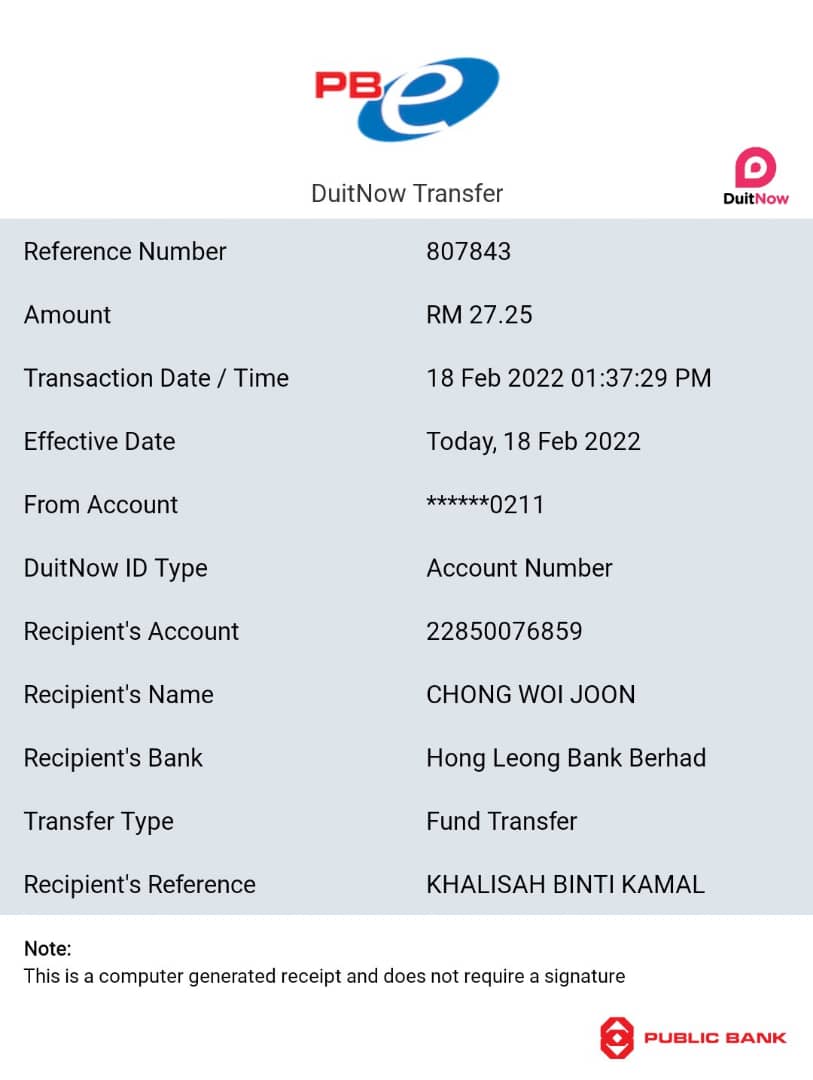 PBe
DuitNow Transfer
DuitNow
Reference Number 807843
Amount RM 27.25
Transaction Date / Time 18 Feb 2022 01:37:29 PM
Effective Date Today, 18 Feb 2022
From Account ******0211
DuitNow ID Type Account Number
Recipient's Account 22850076859
Recipient's Name CHONG WOI JOON
Recipient's Bank Hong Leong Bank Berhad
Transfer Type Fund Transfer
Recipient's Reference KHALISAH BINTI KAMAL
Note:
This is a computer generated receipt and does not require a signature
PUBLIC BANK